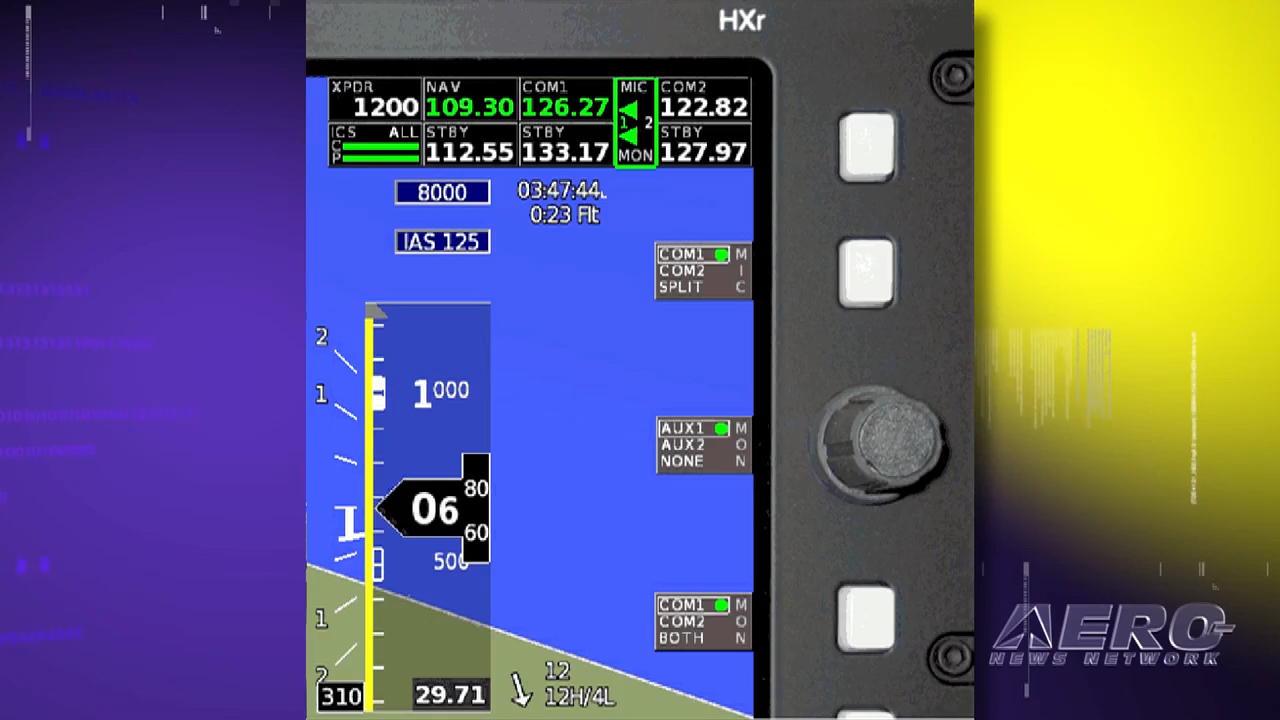 HXr
XPDR NAV COM1 MIC COM2
1200 109.30 126.27 1 2 122.82
ICS ALL STBY STBY MON STBY
C P 112.55 133.17 127.97
8000 03:47:44L
0:23 Flt
IAS 125
COM1 M
COM2 I
SPLIT C
2
1 1000
AUX1 M
AUX2 O
NONE N
80
06
60
500
COM1 M
1 COM2 O
BOTH N
2 12
310 29.71 12H/4L
AERO-
NEWS NETWORK